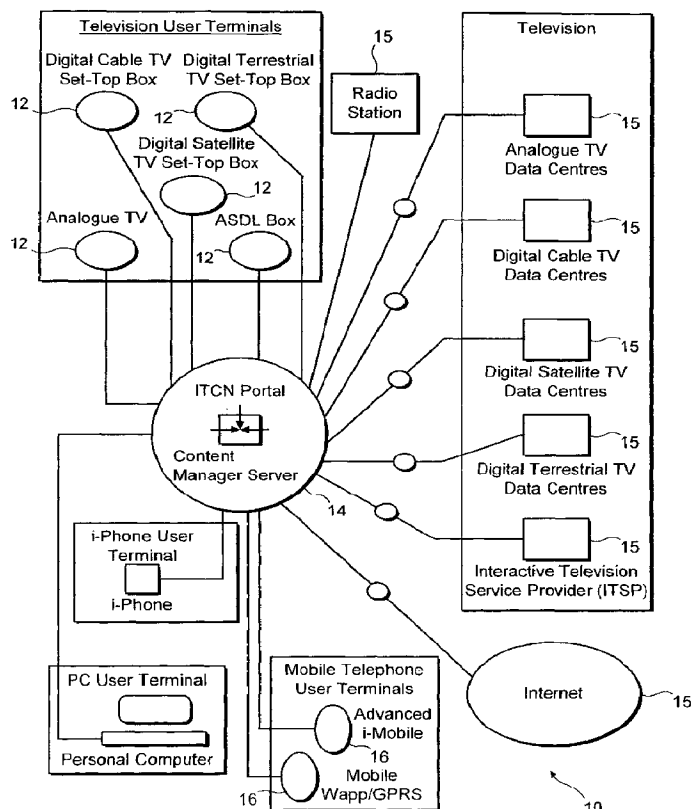 Television User Terminals
Digital Cable TV
Set-Top Box
Digital Terrestrial
TV Set-Top Box
12
12
Digital Satellite
TV Set-Top Box
12
Analogue TV
12
ASDL Box
12
15
Radio
Station
Television
15
Analogue TV
Data Centres
15
Digital Cable TV
Data Centres
15
Digital Satellite TV
Data Centres
15
Digital Terrestrial TV
Data Centres
15
Interactive Television
Service Provider (ITSP)
ITCN Portal
Content
Manager Server
14
i-Phone User
Terminal
i-Phone
PC User Terminal
Personal Computer
Mobile Telephone
User Terminals
Advanced
i-Mobile
16
16
Mobile
Wapp/GPRS
Internet
15